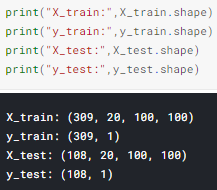 print("X_train:",X_train.shape)
print("y_train:",y_train.shape)
print("X_test:",X_test.shape)
print("y_test:",y_test.shape)
X_train: (309, 20, 100, 100)
y_train: (309, 1)
X_test: (108, 20, 100, 100)
y_test: (108, 1)